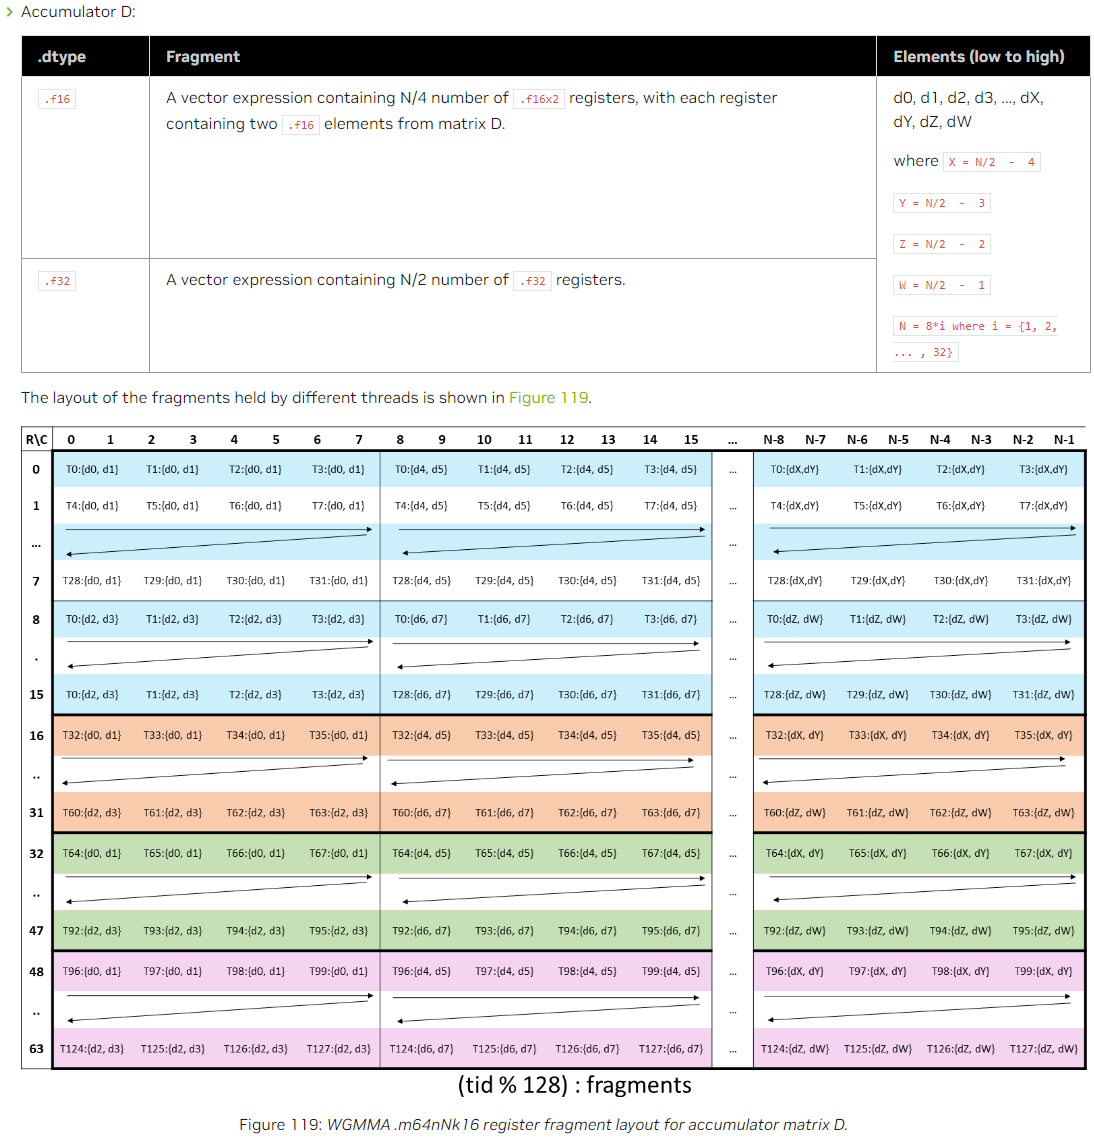 Accumulator D:
.dtype Fragment Elements (low to high)
.f16 A vector expression containing N/4 number of .f16x2 registers, with each register
containing two .f16 elements from matrix D.
d0, d1, d2, d3, …, dX,
dY, dZ, dW
where X = N/2 - 4
Y = N/2 - 3
Z = N/2 - 2
W = N/2 - 1
N = 8*i where i = {1, 2,
... , 32}
.f32 A vector expression containing N/2 number of .f32 registers.
The layout of the fragments held by different threads is shown in Figure 119.
R\C 0 1 2 3 4 5 6 7 8 9 10 11 12 13 14 15 ... N-8 N-7 N-6 N-5 N-4 N-3 N-2 N-1
0 T0:{d0, d1} T1:{d0, d1} T2:{d0, d1} T3:{d0, d1} T0:{d4, d5} T1:{d4, d5} T2:{d4, d5} T3:{d4, d5} ... T0:{dX,dY} T1:{dX,dY} T2:{dX,dY} T3:{dX,dY}
1 T4:{d0, d1} T5:{d0, d1} T6:{d0, d1} T7:{d0, d1} T4:{d4, d5} T5:{d4, d5} T6:{d4, d5} T7:{d4, d5} ... T4:{dX,dY} T5:{dX,dY} T6:{dX,dY} T7:{dX,dY}
... ...
7 T28:{d0, d1} T29:{d0, d1} T30:{d0, d1} T31:{d0, d1} T28:{d4, d5} T29:{d4, d5} T30:{d4, d5} T31:{d4, d5} ... T28:{dX,dY} T29:{dX,dY} T30:{dX,dY} T31:{dX,dY}
8 T0:{d2, d3} T1:{d2, d3} T2:{d2, d3} T3:{d2, d3} T0:{d6, d7} T1:{d6, d7} T2:{d6, d7} T3:{d6, d7} ... T0:{dZ, dW} T1:{dZ, dW} T2:{dZ, dW} T3:{dZ, dW}
. ...
15 T0:{d2, d3} T1:{d2, d3} T2:{d2, d3} T3:{d2, d3} T28:{d6, d7} T29:{d6, d7} T30:{d6, d7} T31:{d6, d7} ... T28:{dZ, dW} T29:{dZ, dW} T30:{dZ, dW} T31:{dZ, dW}
16 T32:{d0, d1} T33:{d0, d1} T34:{d0, d1} T35:{d0, d1} T32:{d4, d5} T33:{d4, d5} T34:{d4, d5} T35:{d4, d5} ... T32:{dX, dY} T33:{dX, dY} T34:{dX, dY} T35:{dX, dY}
.. ...
31 T60:{d2, d3} T61:{d2, d3} T62:{d2, d3} T63:{d2, d3} T60:{d6, d7} T61:{d6, d7} T62:{d6, d7} T63:{d6, d7} ... T60:{dZ, dW} T61:{dZ, dW} T62:{dZ, dW} T63:{dZ, dW}
32 T64:{d0, d1} T65:{d0, d1} T66:{d0, d1} T67:{d0, d1} T64:{d4, d5} T65:{d4, d5} T66:{d4, d5} T67:{d4, d5} ... T64:{dX, dY} T65:{dX, dY} T66:{dX, dY} T67:{dX, dY}
.. ...
47 T92:{d2, d3} T93:{d2, d3} T94:{d2, d3} T95:{d2, d3} T92:{d6, d7} T93:{d6, d7} T94:{d6, d7} T95:{d6, d7} ... T92:{dZ, dW} T93:{dZ, dW} T94:{dZ, dW} T95:{dZ, dW}
48 T96:{d0, d1} T97:{d0, d1} T98:{d0, d1} T99:{d0, d1} T96:{d4, d5} T97:{d4, d5} T98:{d4, d5} T99:{d4, d5} ... T96:{dX, dY} T97:{dX, dY} T98:{dX, dY} T99:{dX, dY}
.. ...
63 T124:{d2, d3} T125:{d2, d3} T126:{d2, d3} T127:{d2, d3} T124:{d6, d7} T125:{d6, d7} T126:{d6, d7} T127:{d6, d7} ... T124:{dZ, dW} T125:{dZ, dW} T126:{dZ, dW} T127:{dZ, dW}
(tid % 128) : fragments
Figure 119: WGMMA .m64nNk16 register fragment layout for accumulator matrix D.